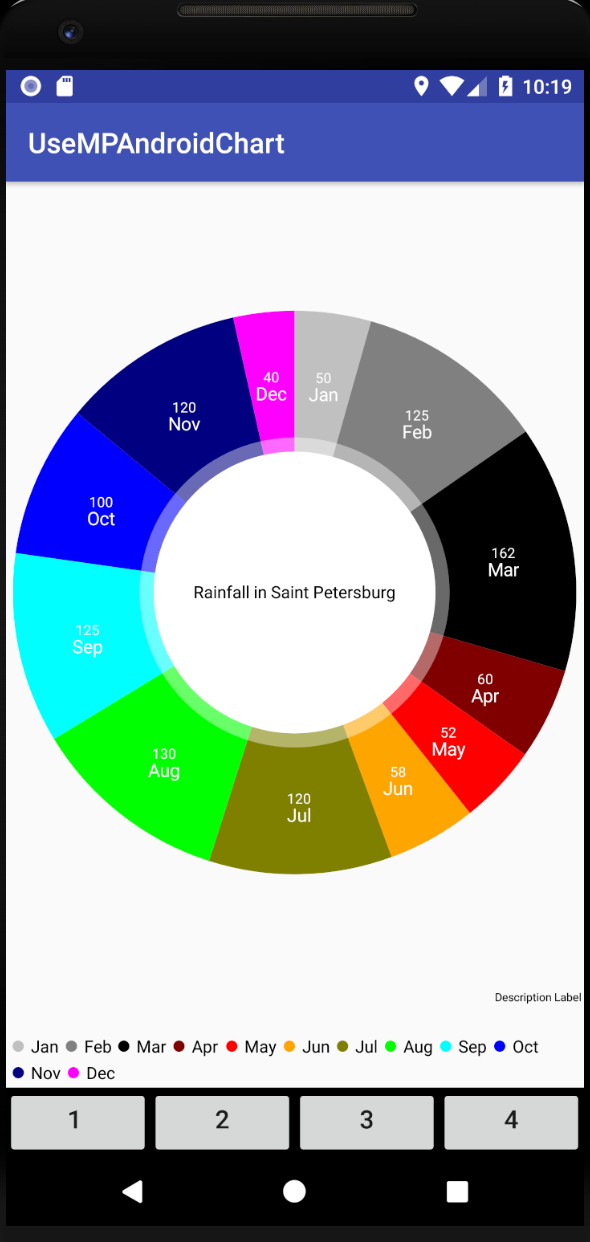 10:19
UseMPAndroidChart
40
Dec
50
Jan
120
Nov
125
Feb
100
Oct
162
Mar
Rainfall in Saint Petersburg
125
Sep
60
Apr
52
May
130
Aug
58
Jun
120
Jul
Description Label
Jan Feb Mar Apr May Jun Jul Aug Sep Oct
Nov Dec
1 2 3 4